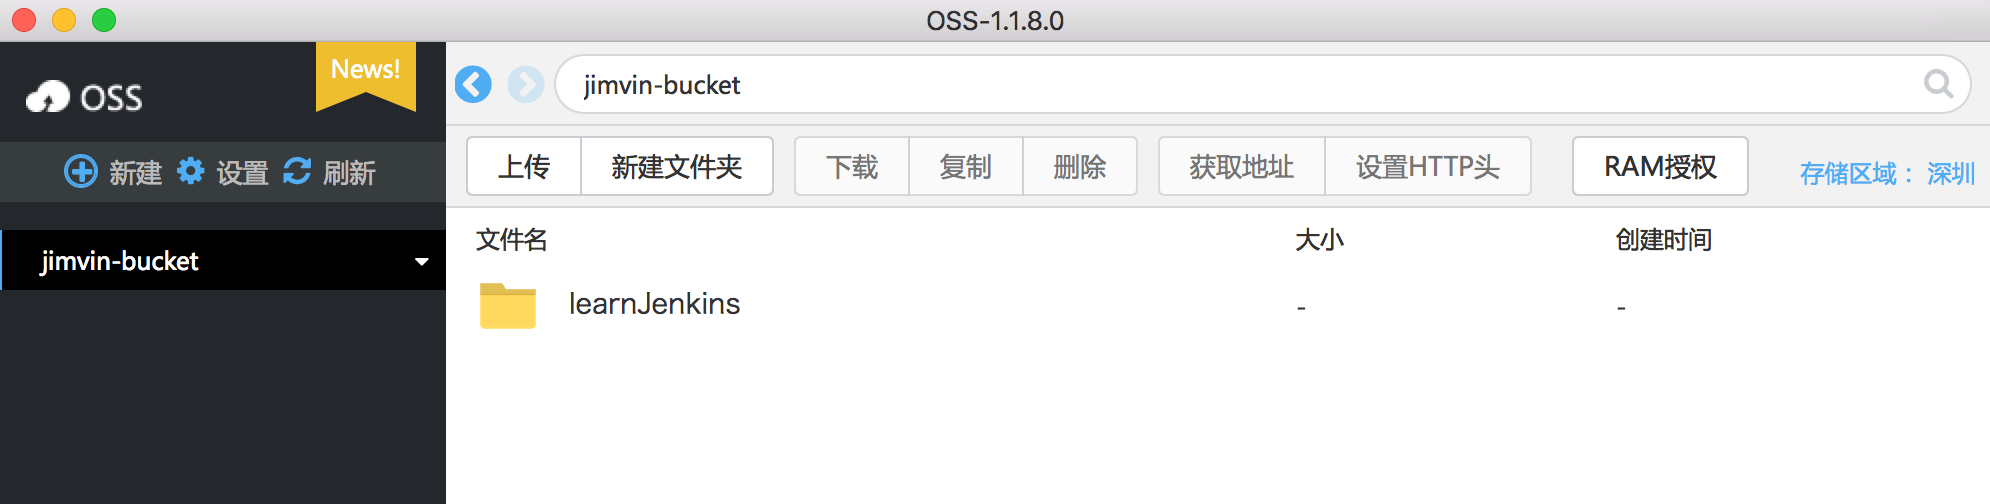 OSS-1.1.8.0
OSS
News!
新建 设置 刷新
jimvin-bucket
jimvin-bucket
上传 新建文件夹 下载 复制 删除 获取地址 设置HTTP头 RAM授权 存储区域： 深圳
文件名 大小 创建时间
learnJenkins - -